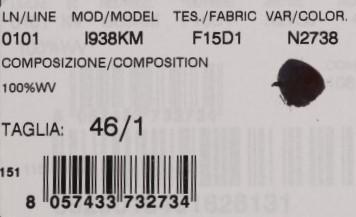 LN/LINE MOD/MODEL TES./FABRIC VAR/COLOR.
0101 I938KM F15D1 N2738
COMPOSIZIONE/COMPOSITION
100%WV
TAGLIA: 46/1
151
8 057433 732734